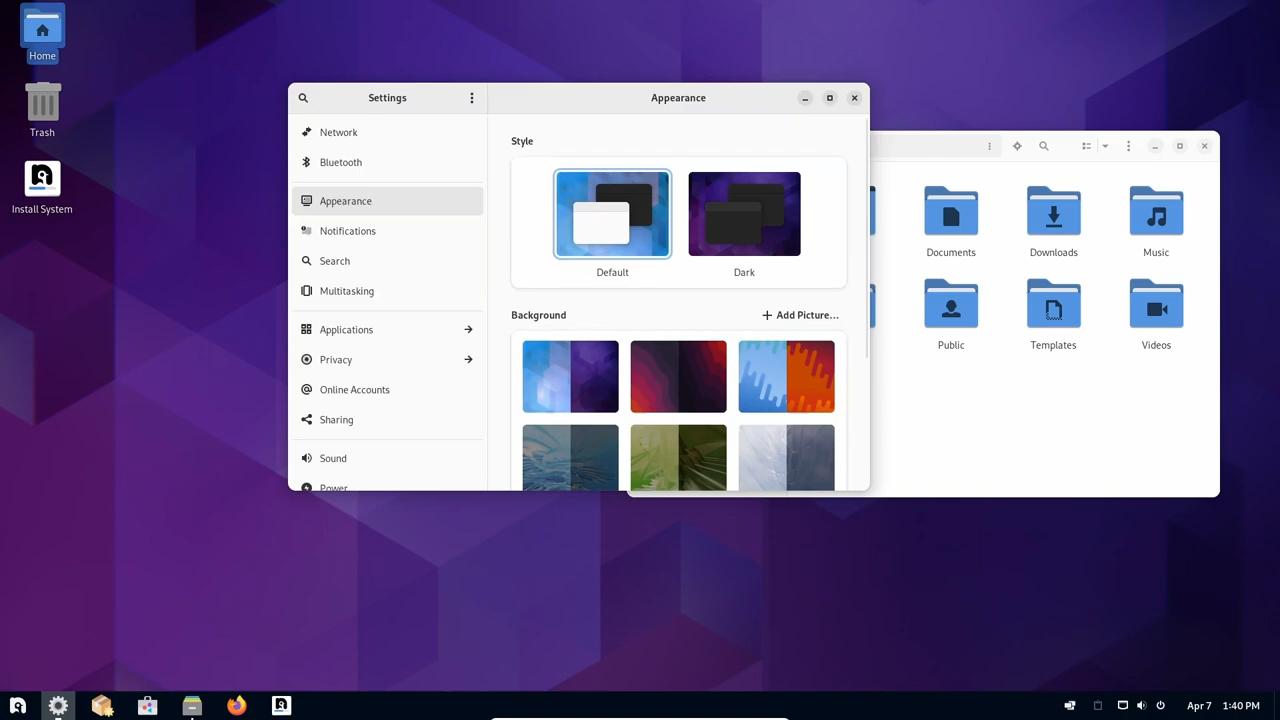 Home
Trash
Install System
Settings
Network
Bluetooth
Appearance
Notifications
Search
Multitasking
Applications
Privacy
Online Accounts
Sharing
Sound
Power
Appearance
Style
Default
Dark
Background
Add Picture...
Documents
Downloads
Music
Public
Templates
Videos
Apr 7 1:40 PM